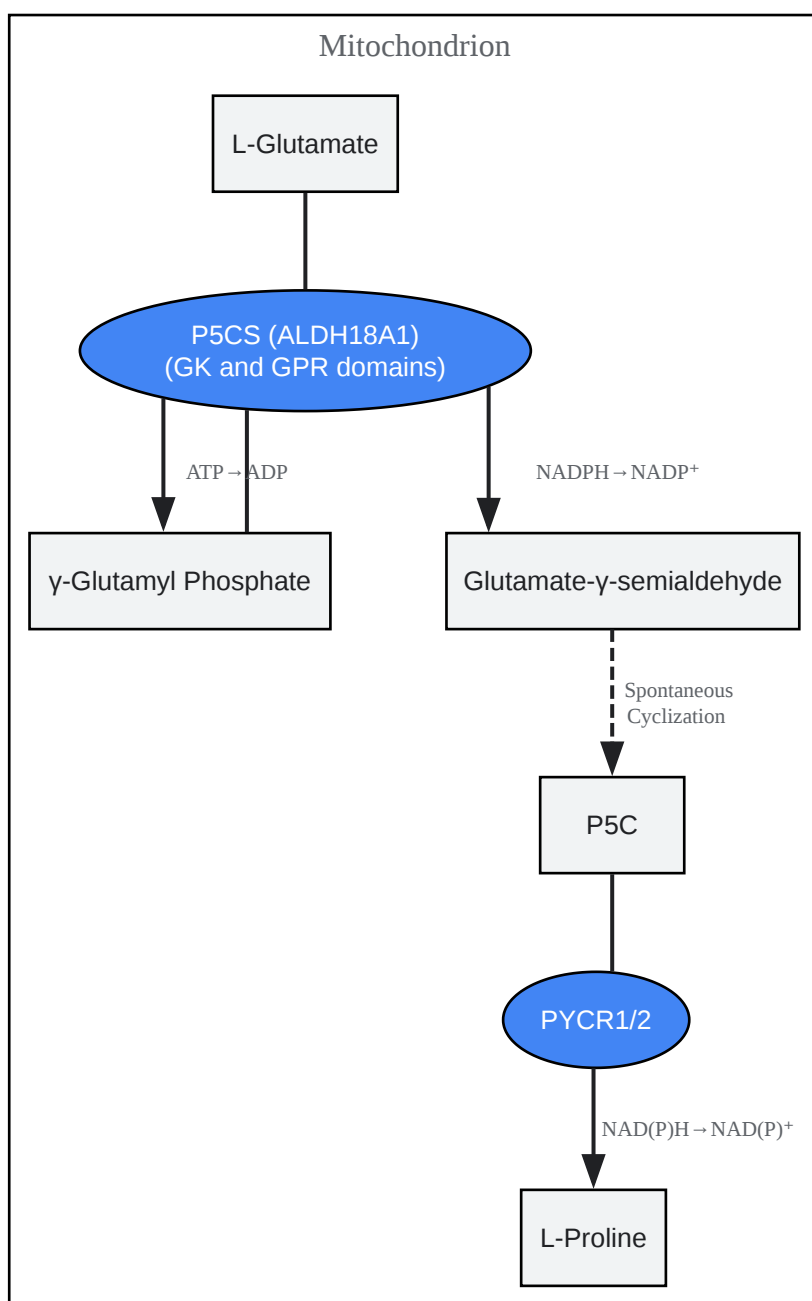 Mitochondrion
L-Glutamate
P5CS (ALDH18A1)
(GK and GPR domains)
ATP→ADP
NADPH→NADP⁺
γ-Glutamyl Phosphate
Glutamate-γ-semialdehyde
Spontaneous
Cyclization
P5C
PYCR1/2
NAD(P)H→NAD(P)⁺
L-Proline